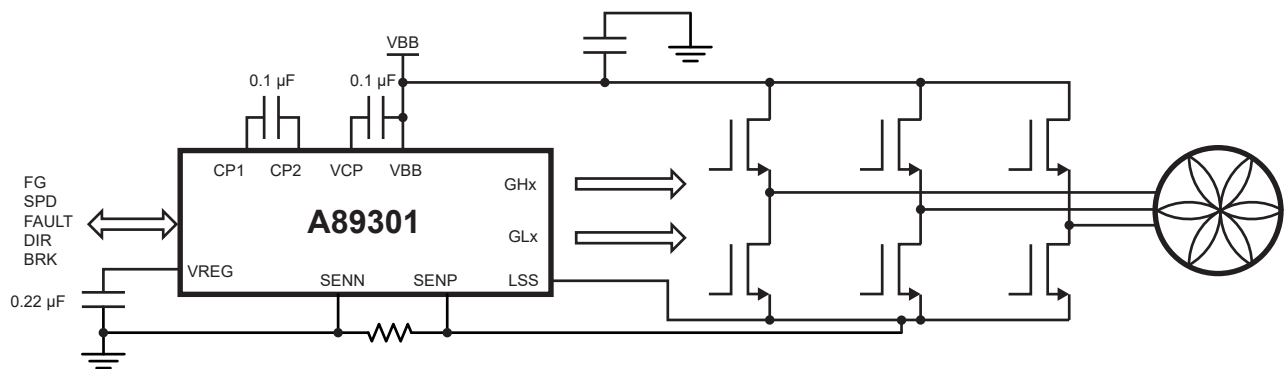 VBB
0.1 µF
0.1 µF
CP1
CP2
VCP
VBB
GHx
FG
SPD
FAULT
DIR
BRK
A89301
GLx
VREG
SENN
SENP
LSS
0.22 µF